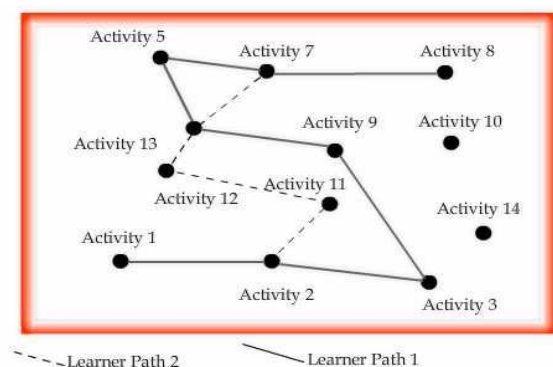 Activity 5
Activity 7
Activity 8
Activity 10
Activity 9
Activity 13
Activity 11
Activity 12
Activity 14
Activity 1
Activity 2
Activity 3
Learner Path 2
Learner Path 1